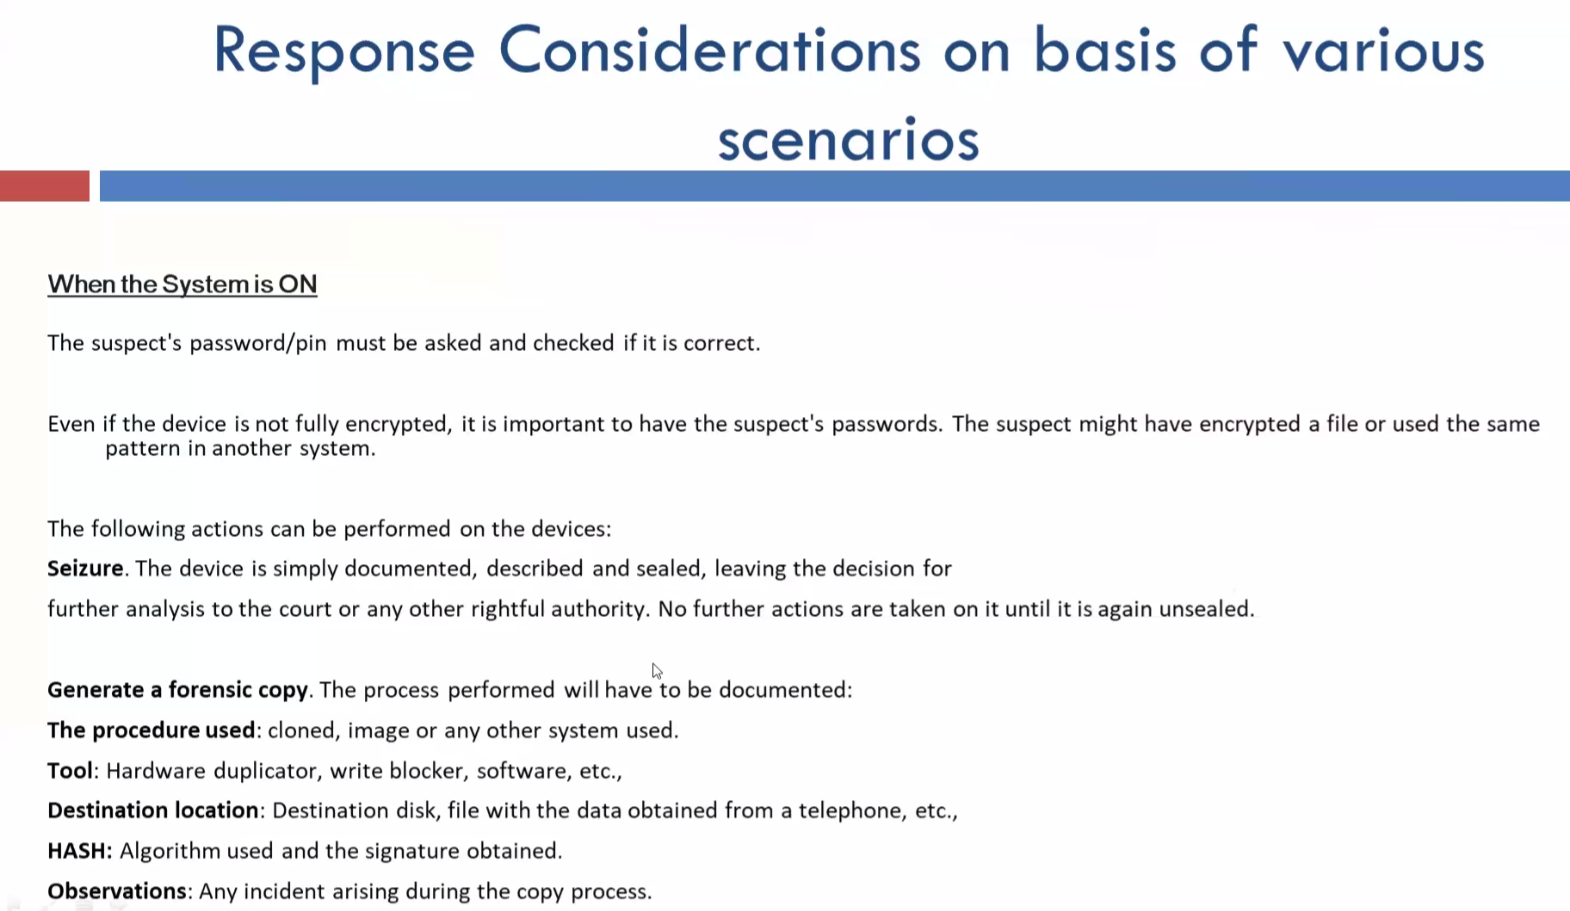 Response Considerations on basis of various
scenarios
When the System is ON
The suspect's password/pin must be asked and checked if it is correct.
Even if the device is not fully encrypted, it is important to have the suspect's passwords. The suspect might have encrypted a file or used the same
pattern in another system.
The following actions can be performed on the devices:
Seizure. The device is simply documented, described and sealed, leaving the decision for
further analysis to the court or any other rightful authority. No further actions are taken on it until it is again unsealed.
Generate a forensic copy. The process performed will have to be documented:
The procedure used: cloned, image or any other system used.
Tool: Hardware duplicator, write blocker, software, etc.,
Destination location: Destination disk, file with the data obtained from a telephone, etc.,
HASH: Algorithm used and the signature obtained.
Observations: Any incident arising during the copy process.